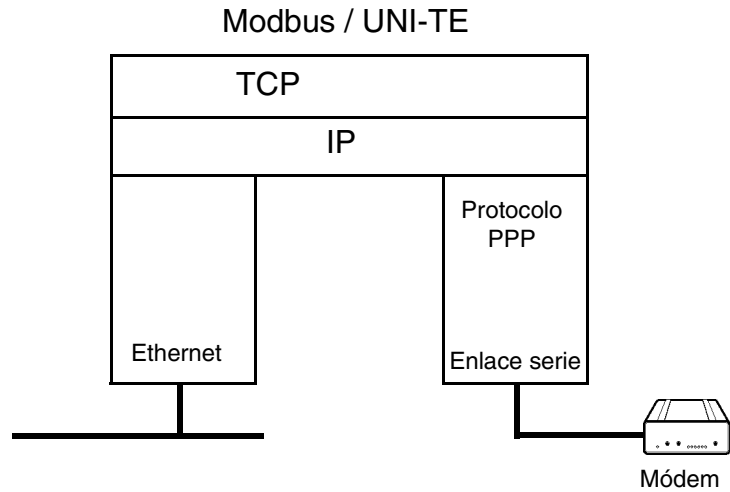 Modbus / UNI-TE
TCP
IP
Protocolo
PPP
Ethernet
Enlace serie
Módem